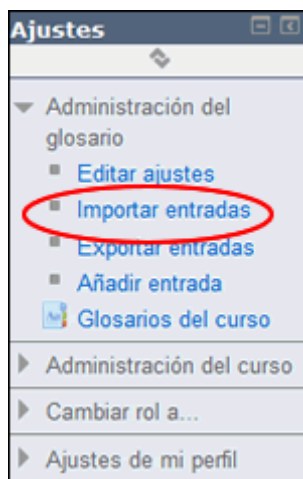 Ajustes
Administración del
glosario
Editar ajustes
Importar entradas
Exportar entradas
Añadir entrada
Glosarios del curso
Administración del curso
Cambiar rol a...
Ajustes de mi perfil